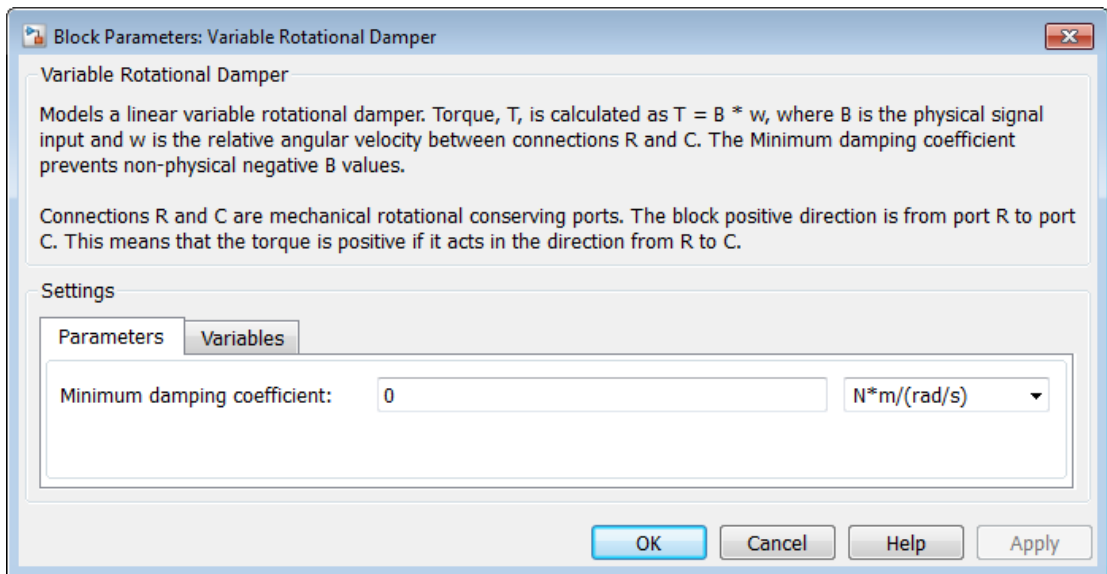 Block Parameters: Variable Rotational Damper
Variable Rotational Damper
Models a linear variable rotational damper. Torque, T, is calculated as T = B * w, where B is the physical signal
input and w is the relative angular velocity between connections R and C. The Minimum damping coefficient
prevents non-physical negative B values.
Connections R and C are mechanical rotational conserving ports. The block positive direction is from port R to port
C. This means that the torque is positive if it acts in the direction from R to C.
Settings
Parameters Variables
Minimum damping coefficient: 0 N*m/(rad/s)
OK Cancel Help Apply